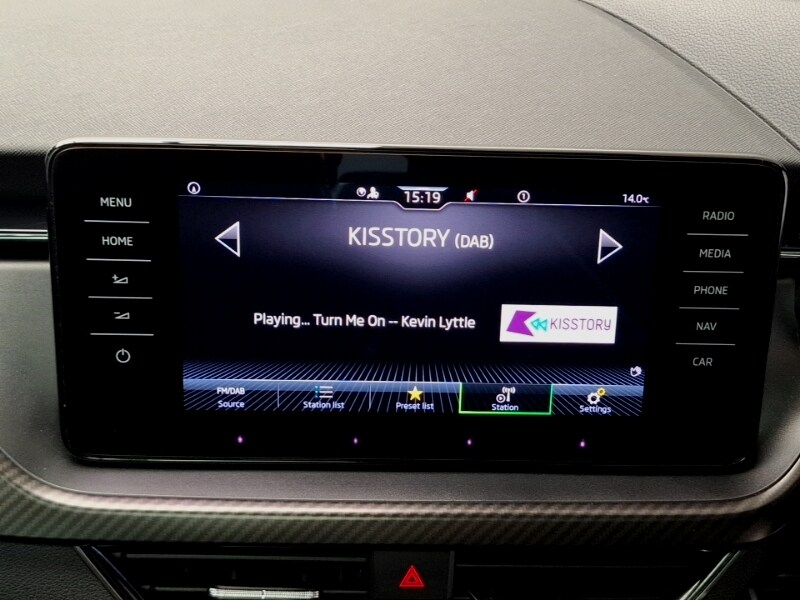 15:19
1
14.0℃
MENU
HOME
RADIO
MEDIA
PHONE
NAV
CAR
KISSTORY (DAB)
Playing... Turn Me On -- Kevin Lyttle
KISSTORY
FM/DAB
Source
Station list
Preset list
Station
Settings